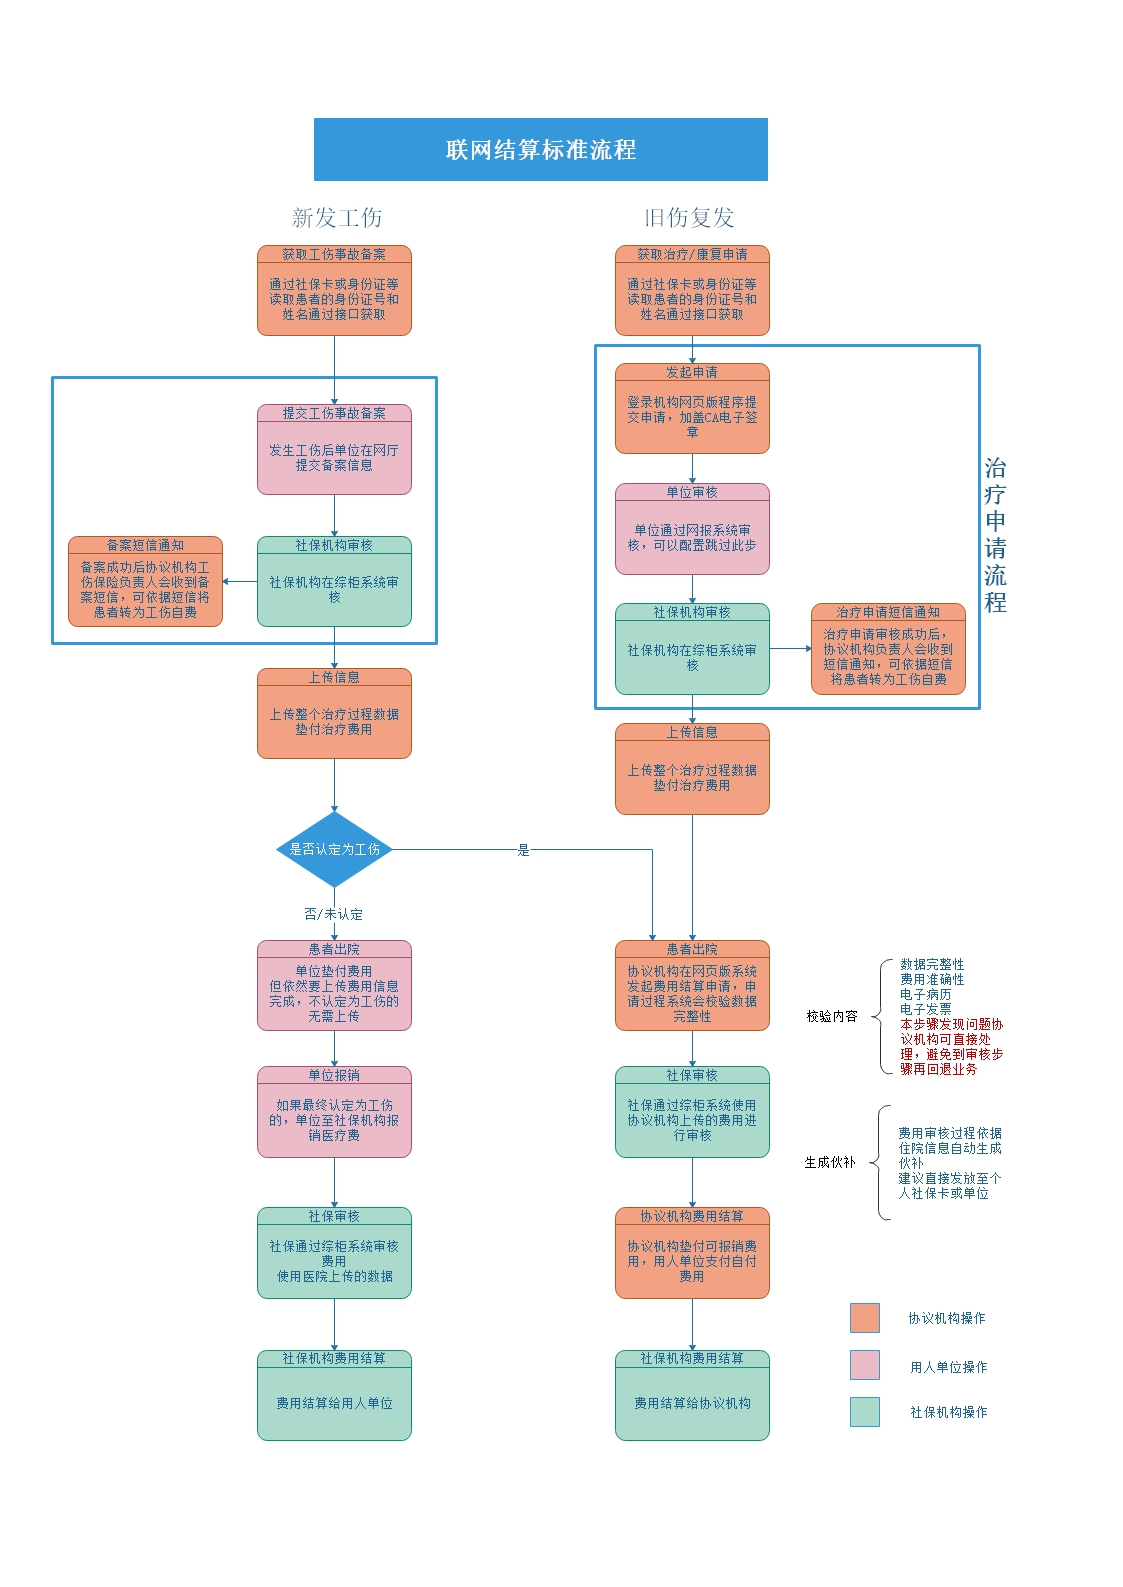 联网结算标准流程
新发工伤
旧伤复发
获取工伤事故备案
通过社保卡或身份证等
读取患者的身份证号和
姓名通过接口获取
获取治疗/康复申请
通过社保卡或身份证等
读取患者的身份证号和
姓名通过接口获取
发起申请
登录机构网页版程序提
交申请，加盖CA电子签
章
提交工伤事故备案
发生工伤后单位在网厅
提交备案信息
单位审核
单位通过网报系统审
核，可以配置跳过此步
治疗申请流程
备案短信通知
备案成功后协议机构工
伤保险负责人会收到备
案短信，可依据短信将
患者转为工伤自费
社保机构审核
社保机构在综柜系统审
核
社保机构审核
社保机构在综柜系统审
核
治疗申请短信通知
治疗申请审核成功后，
协议机构负责人会收到
短信通知，可依据短信
将患者转为工伤自费
上传信息
上传整个治疗过程数据
垫付治疗费用
上传信息
上传整个治疗过程数据
垫付治疗费用
是否认定为工伤
是
否/未认定
患者出院
单位垫付费用
但依然要上传费用信息
完成，不认定为工伤的
无需上传
患者出院
协议机构在网页版系统
发起费用结算申请，申
请过程系统会校验数据
完整性
校验内容
数据完整性
费用准确性
电子病历
电子发票
本步骤发现问题协
议机构可直接处
理，避免到审核步
骤再回退业务
单位报销
如果最终认定为工伤
的，单位至社保机构报
销医疗费
社保审核
社保通过综柜系统使用
协议机构上传的费用进
行审核
生成伙补
费用审核过程依据
住院信息自动生成
伙补
建议直接发放至个
人社保卡或单位
社保审核
社保通过综柜系统审核
费用
使用医院上传的数据
协议机构费用结算
协议机构垫付可报销费
用，用人单位支付自付
费用
社保机构费用结算
费用结算给用人单位
社保机构费用结算
费用结算给协议机构
协议机构操作
用人单位操作
社保机构操作